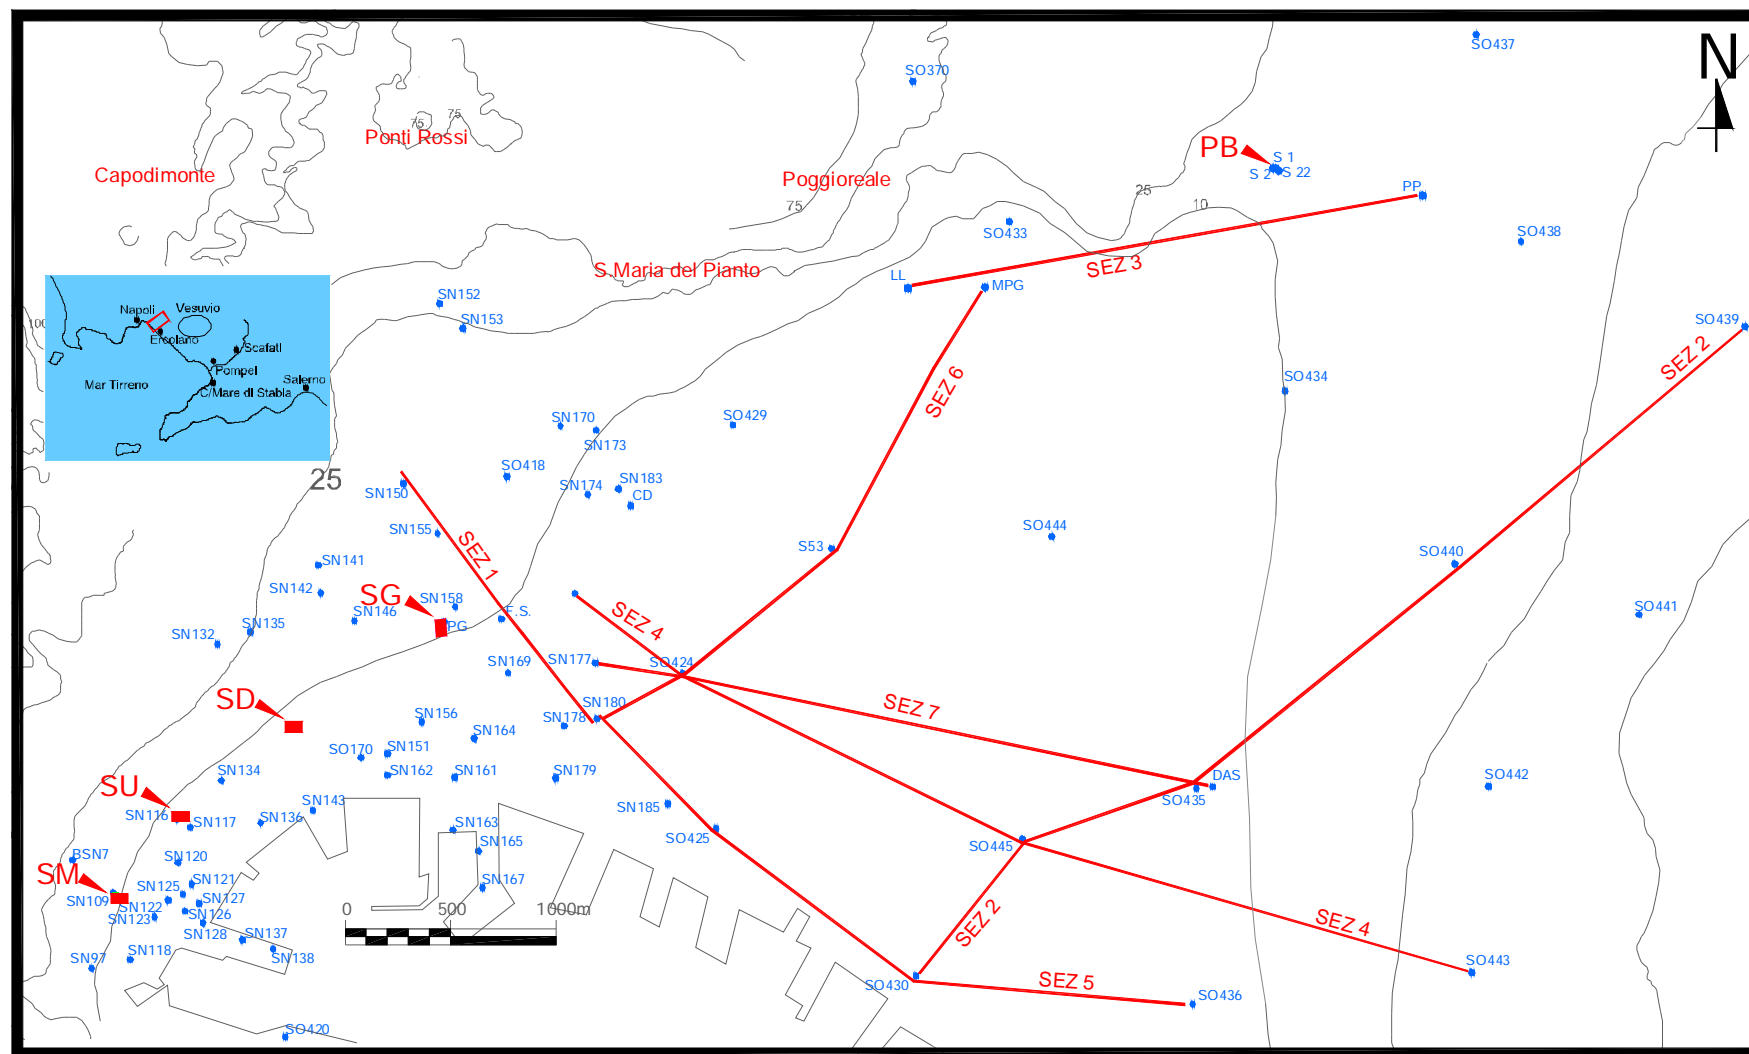 SO437
N
SO370
75
75
Ponti Rossi
PB
S 1
S 2
S 22
Capodimonte
Poggioreale
25
PP
75
10
SO433
SO438
SEZ 3
S.Maria del Pianto
LL
MPG
SN152
SN153
100
Napoli
Vesuvio
Ercolano
Scafati
Pompei
Mar Tirreno
Salerno
C/Mare di Stabia
SO439
SEZ 2
SEZ 6
SO434
SN170
SO429
SN173
25
SO418
SN150
SN174
SN183
CD
SN155
SEZ 1
S53
SO444
SO440
SN141
SN142
SG
SN158
SN146
PG
F.S.
SEZ 4
SO441
SN132
SN135
SN169
SN177
SO424
SD
SN180
SEZ 7
SN156
SN178
SN164
SO170
SN151
SN162
SN161
SN179
SN134
SU
DAS
SO435
SO442
SN143
SN116
SN117
SN136
SN163
SN185
SO425
SN165
SO445
BSN7
SN120
SM
SN121
SN125
SN167
SN109
SN122
SN127
SN123
SN126
SN128
0
500
1000m
SEZ 2
SEZ 4
SN137
SN118
SN138
SN97
SO430
SEZ 5
SO443
SO436
SO420